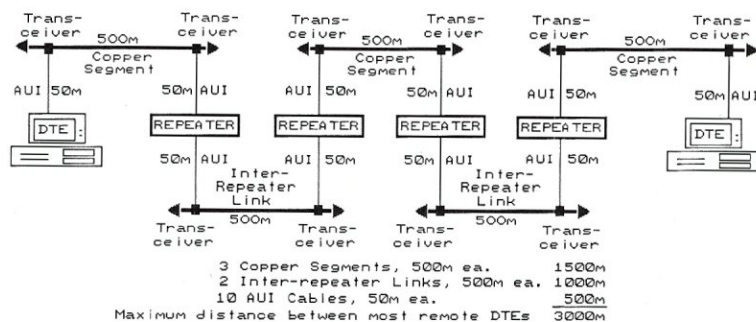 Trans-
ceiver
Trans-
ceiver
Trans-
ceiver
Trans-
ceiver
Trans-
ceiver
Trans-
ceiver
500m
500m
500m
Copper
Segment
Copper
Segment
Copper
Segment
AUI 50m
50m AUI
AUI 50m
50m AUI
AUI 50m
AUI 50m
DTE
REPEATER
REPEATER
REPEATER
REPEATER
DTE
50m AUI
AUI 50m
50m AUI
AUI 50m
Inter-
Repeater
Link
Inter-
Repeater
Link
500m
500m
Trans-
ceiver
Trans-
ceiver
Trans-
ceiver
Trans-
ceiver
3 Copper Segments, 500m ea. 1500m
2 Inter-repeater Links, 500m ea. 1000m
10 AUI Cables, 50m ea. 500m
Maximum distance between most remote DTEs 3000m